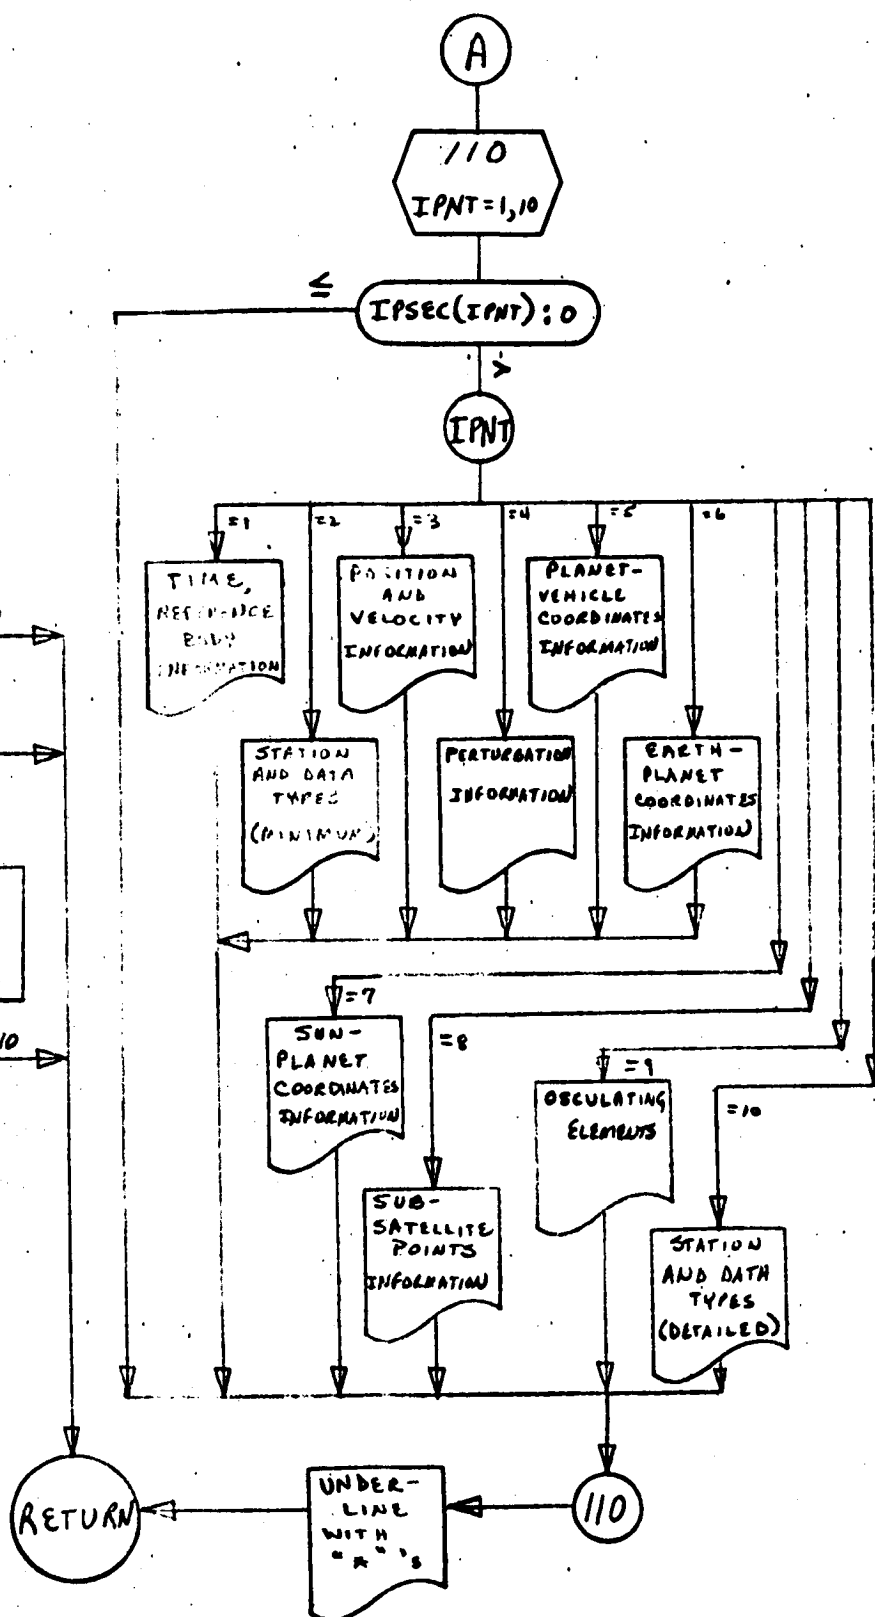 A
110
IPNT=1,10
≤
IPSEC(IPNT):0
>
IPNT
=1
=2
=3
=4
=5
=6
TIME,
REFERENCE
BODY
INFORMATION
POSITION
AND
VELOCITY
INFORMATION
PLANET-
VEHICLE
COORDINATES
INFORMATION
STATION
AND DATA
TYPES
(MINIMUM)
PERTURBATION
INFORMATION
EARTH-
PLANET
COORDINATES
INFORMATION
=7
SUN-
PLANET
COORDINATES
INFORMATION
=8
SUB-
SATELLITE
POINTS
INFORMATION
=9
OSCULATING
ELEMENTS
=10
STATION
AND DATA
TYPES
(DETAILED)
10
RETURN
UNDER-
LINE
WITH
"*"'s
110